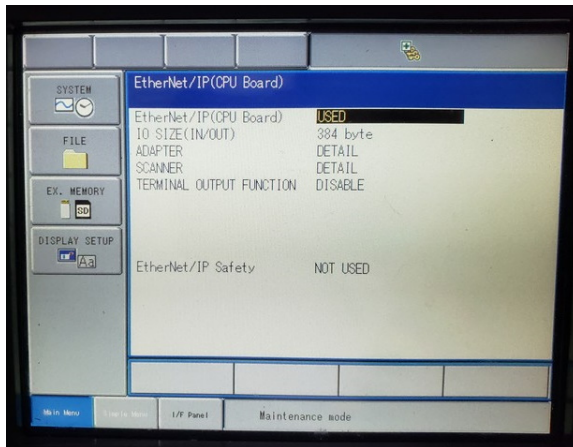 EtherNet/IP(CPU Board)
SYSTEM
FILE
EX. MEMORY
SD
DISPLAY SETUP
Aa
EtherNet/IP(CPU Board) USED
IO SIZE(IN/OUT) 384 byte
ADAPTER DETAIL
SCANNER DETAIL
TERMINAL OUTPUT FUNCTION DISABLE
EtherNet/IP Safety NOT USED
Main Menu
Simple Menu
I/F Panel
Maintenance mode